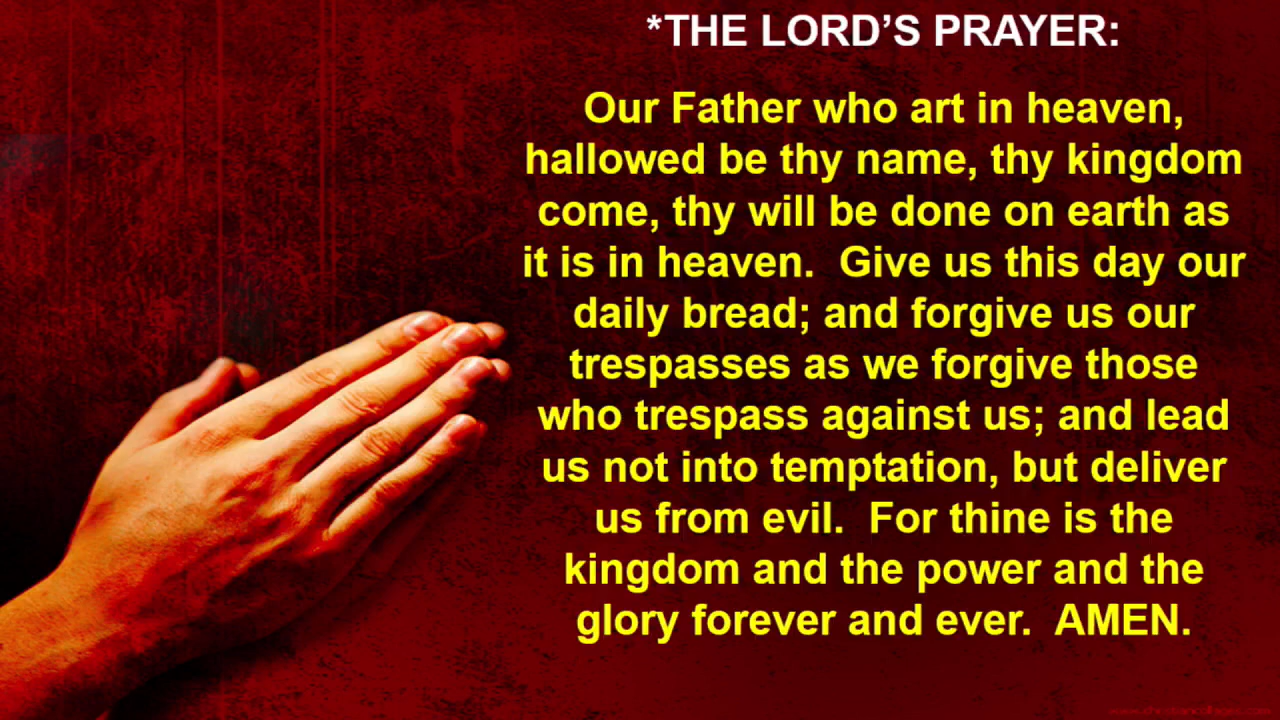 *THE LORD’S PRAYER:
Our Father who art in heaven,
hallowed be thy name, thy kingdom
come, thy will be done on earth as
it is in heaven.  Give us this day our
daily bread; and forgive us our
trespasses as we forgive those
who trespass against us; and lead
us not into temptation, but deliver
us from evil.  For thine is the
kingdom and the power and the
glory forever and ever.  AMEN.